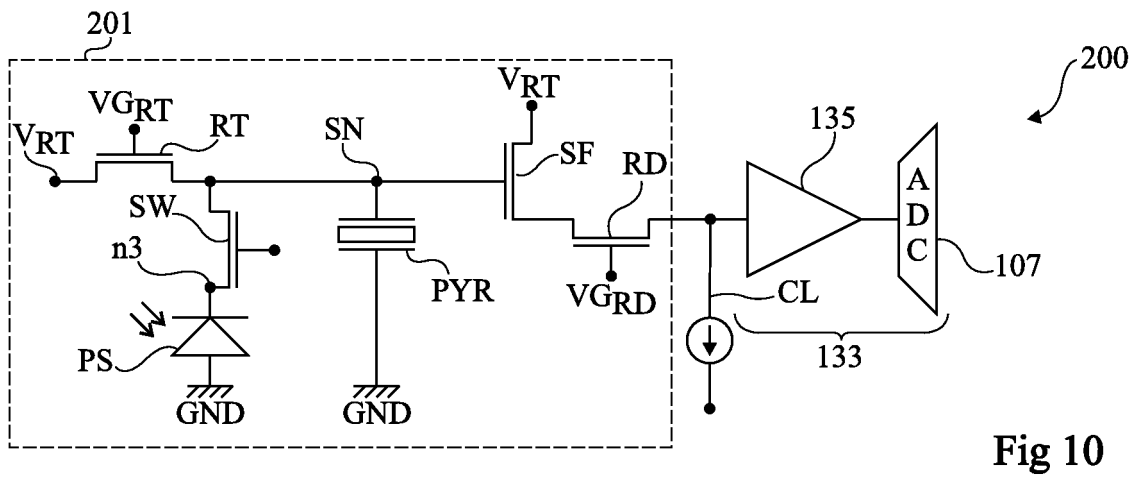 201
200
VRT
VGRT
RT
SN
VRT
SF
RD
135
SW
n3
PYR
VGRD
CL
ADC
107
PS
133
GND
GND
Fig 10